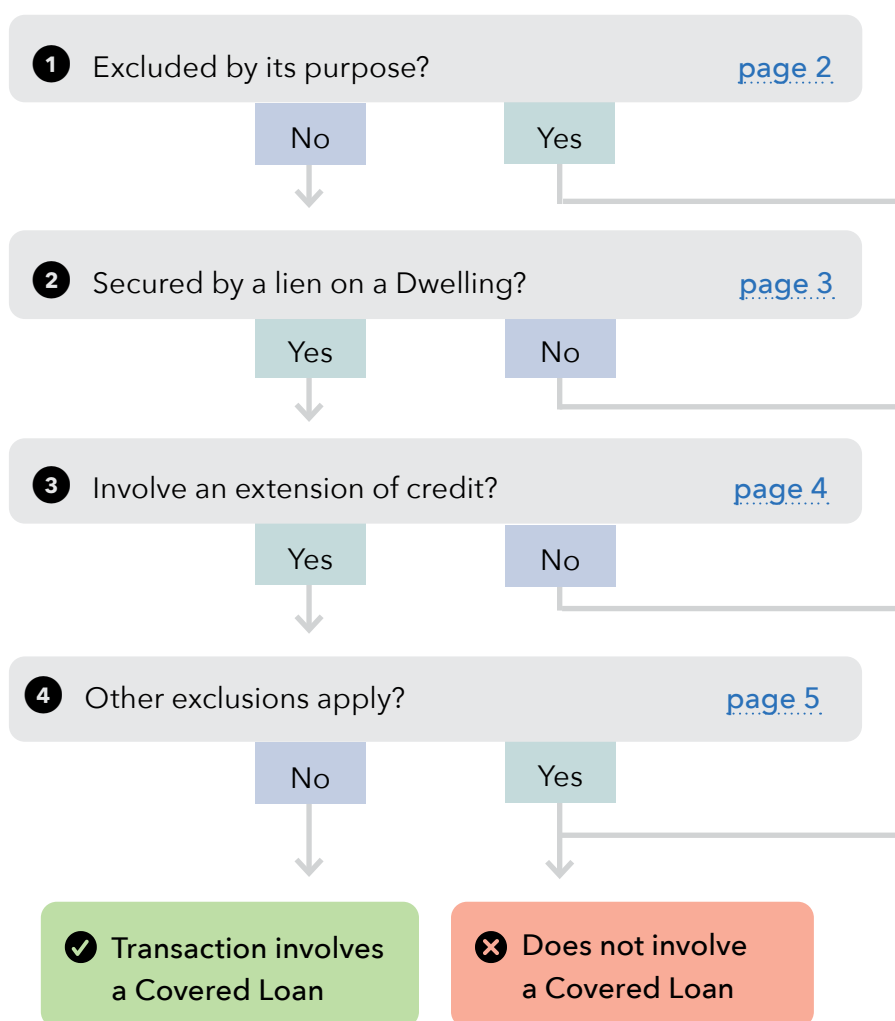 1 Excluded by its purpose? page 2
No Yes
2 Secured by a lien on a Dwelling? page 3
Yes No
3 Involve an extension of credit? page 4
Yes No
4 Other exclusions apply? page 5
No Yes
Transaction involves
a Covered Loan
Does not involve
a Covered Loan